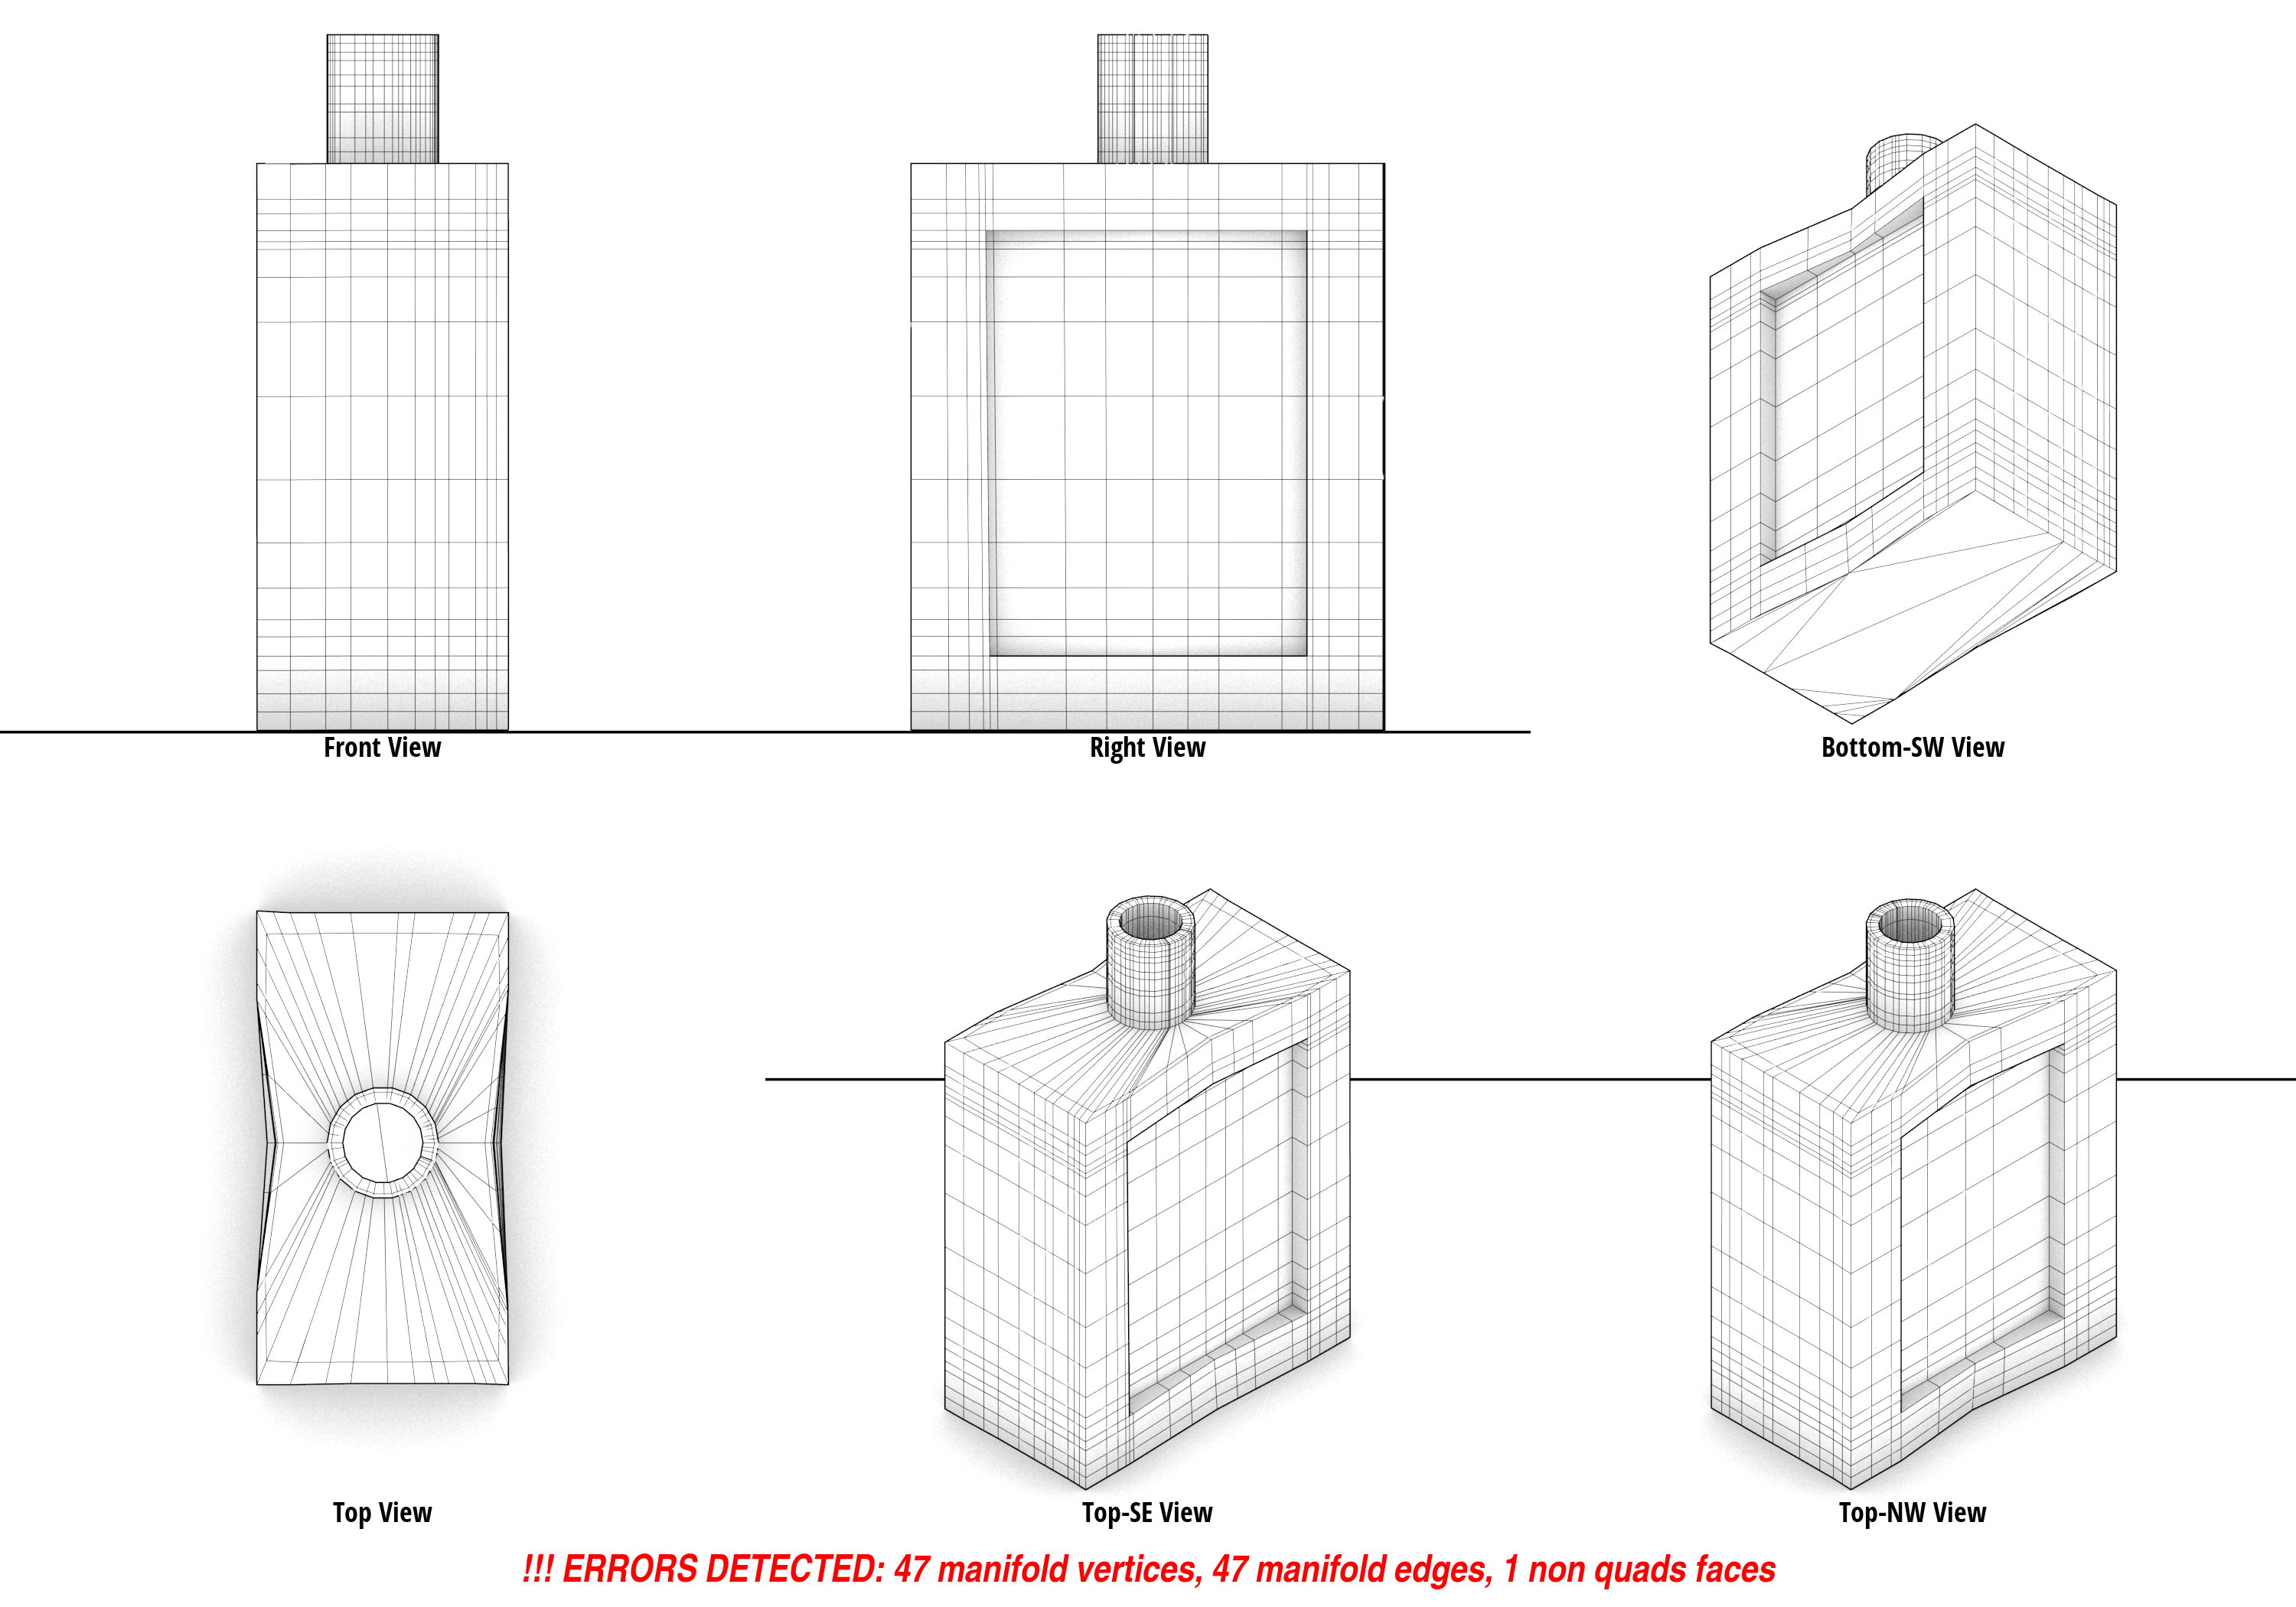 Front View
Right View
Bottom-SW View
Top View
Top-SE View
Top-NW View
!!! ERRORS DETECTED: 47 manifold vertices, 47 manifold edges, 1 non quads faces